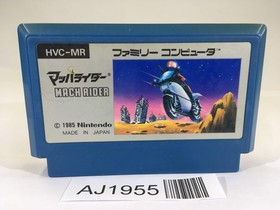 HVC-MR
ファミリー コンピュータ
マッハライダー
MACH RIDER
© 1985 Nintendo
MADE IN JAPAN
AJ1955